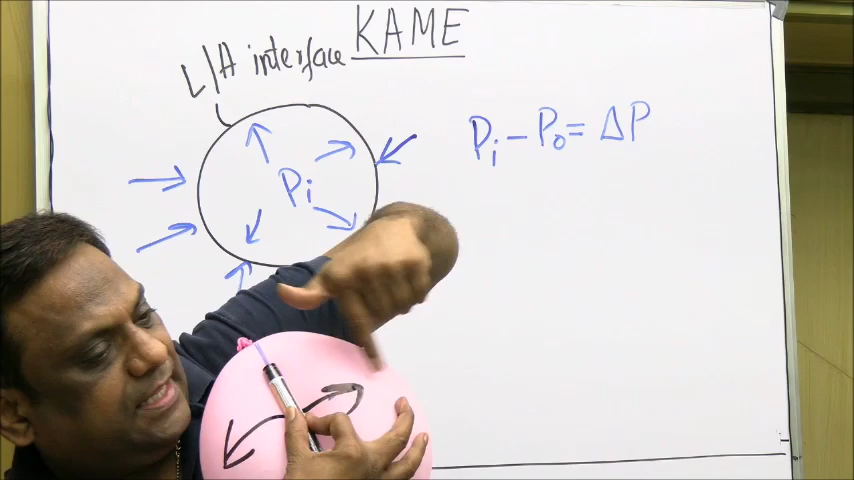 KAME
L/A interface
Pi - Po = ΔP
Pi